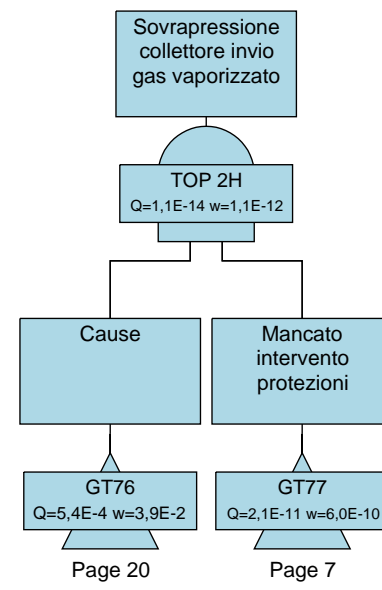 Sovrapressione
collettore invio
gas vaporizzato
TOP 2H
Q=1,1E-14 w=1,1E-12
Cause
Mancato
intervento
protezioni
GT76
Q=5,4E-4 w=3,9E-2
GT77
Q=2,1E-11 w=6,0E-10
Page 20
Page 7